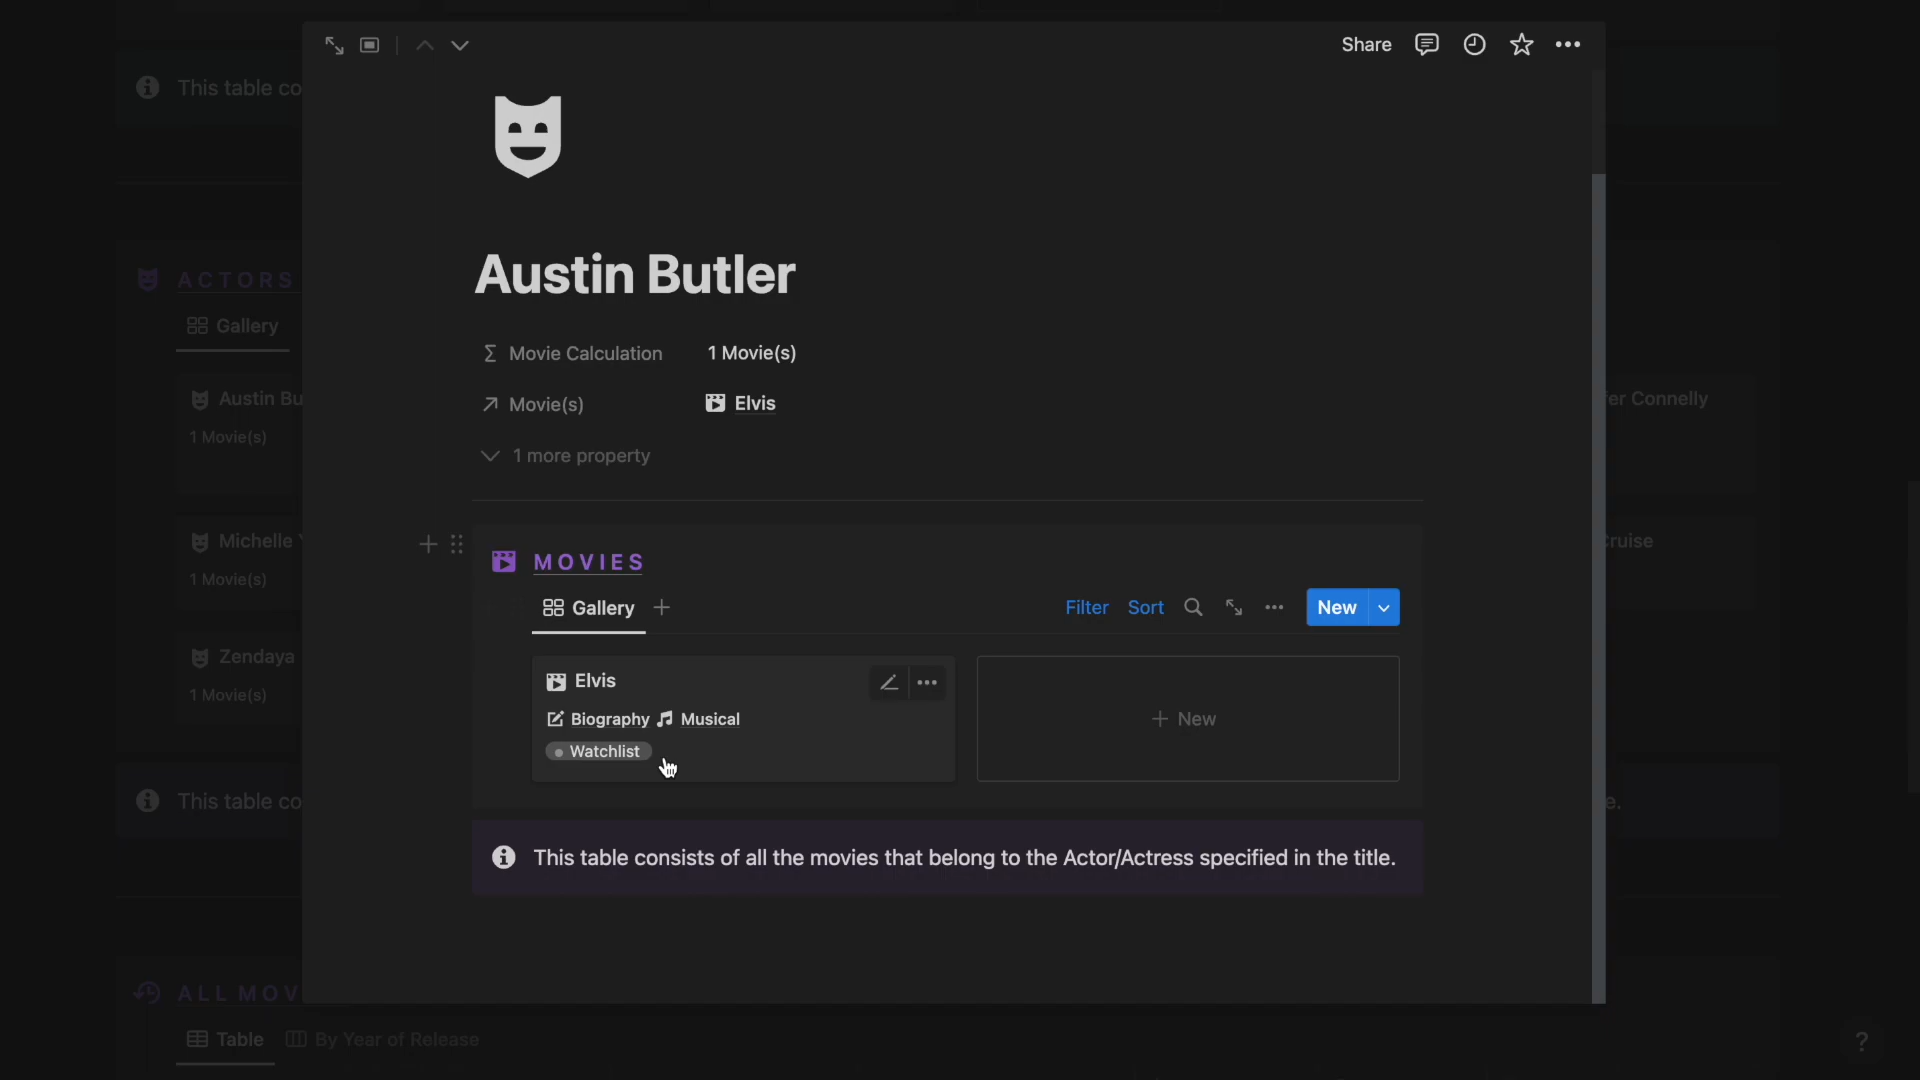 Share
This table co
Austin Butler
ACTORS
Movie Calculation 1 Movie(s)
Gallery
Movie(s) Elvis
Austin Bu
er Connelly
1 Movie(s)
1 more property
Michelle
ruise
MOVIES
1 Movie(s)
Gallery
Filter Sort New
Zendaya
Elvis
1 Movie(s)
Biography Musical
+ New
Watchlist
This table co
e.
This table consists of all the movies that belong to the Actor/Actress specified in the title.
ALL MOV
Table By Year of Release
?